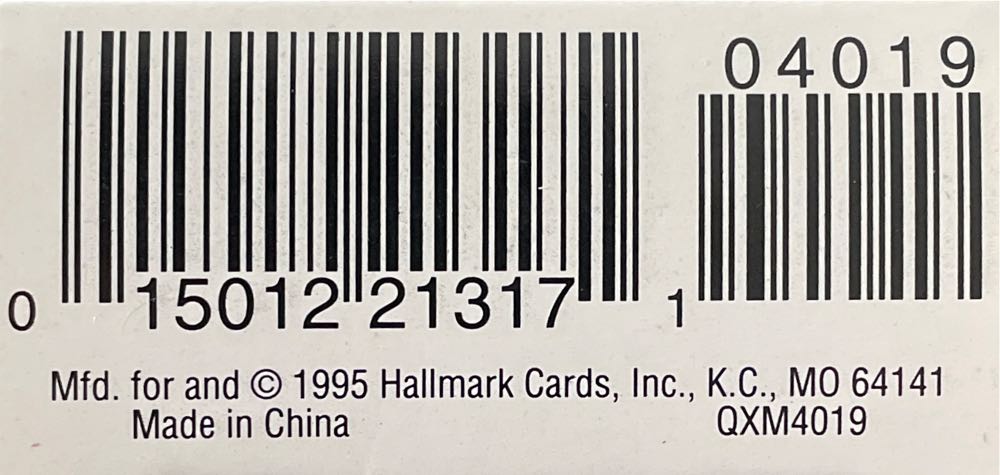 04019
0 15012 21317 1
Mfd. for and © 1995 Hallmark Cards, Inc., K.C., MO 64141
Made in China QXM4019